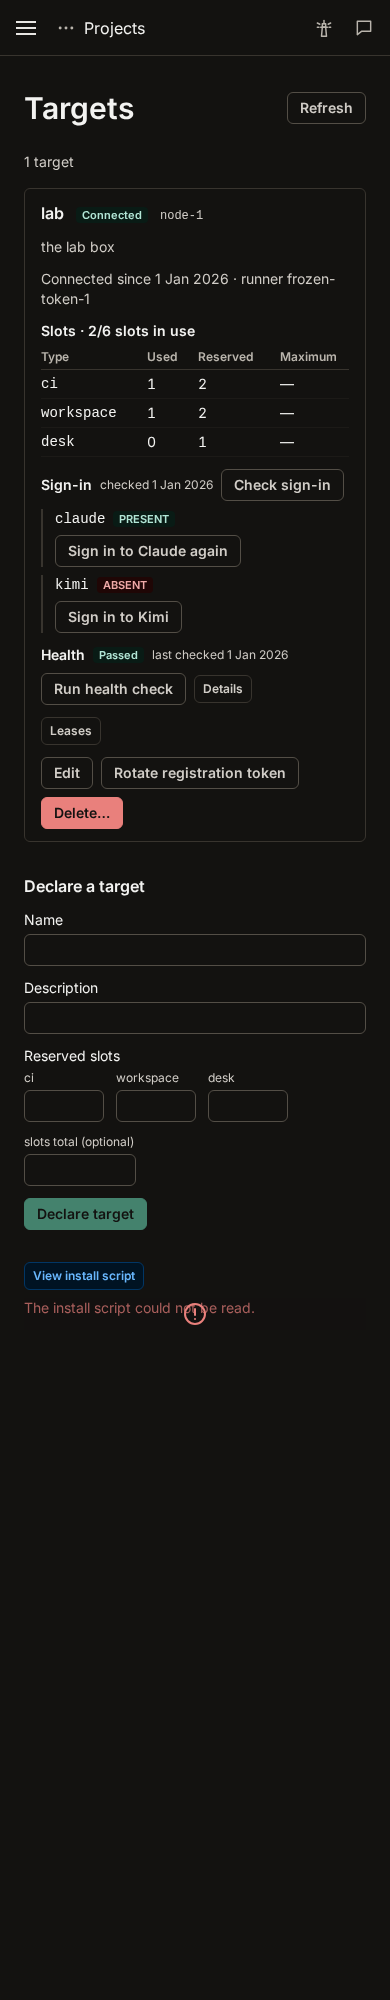 Projects
Targets
Refresh
1 target
lab Connected node-1
the lab box
Connected since 1 Jan 2026 · runner frozen-
token-1
Slots · 2/6 slots in use
Type Used Reserved Maximum
ci 1 2 —
workspace 1 2 —
desk 0 1 —
Sign-in checked 1 Jan 2026 Check sign-in
claude PRESENT
Sign in to Claude again
kimi ABSENT
Sign in to Kimi
Health Passed last checked 1 Jan 2026
Run health check Details
Leases
Edit Rotate registration token
Delete...
Declare a target
Name
Description
Reserved slots
ci workspace desk
slots total (optional)
Declare target
View install script
The install script could not be read.